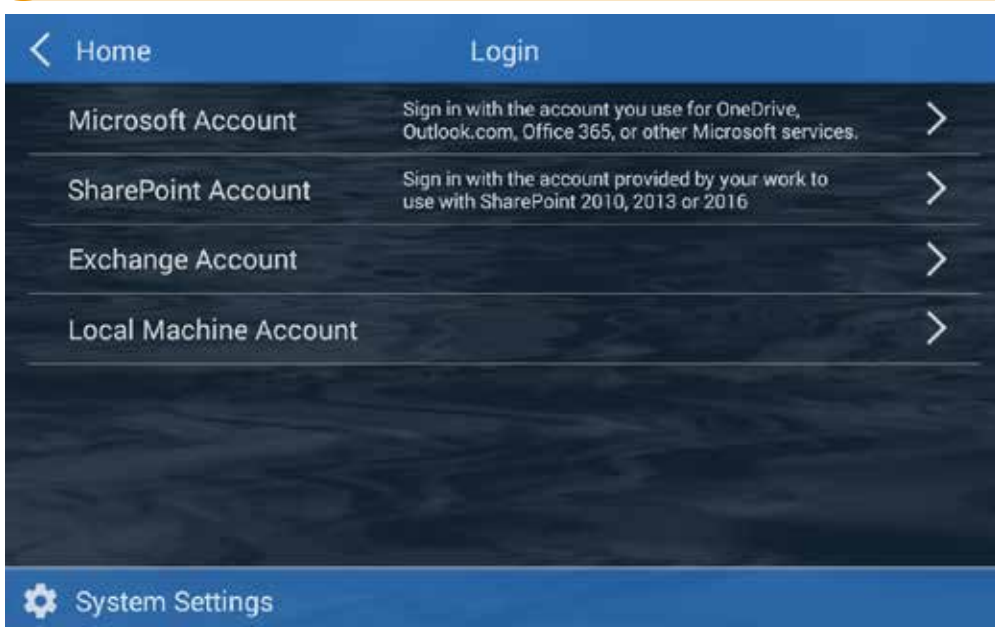 Home
Login
Microsoft Account
Sign in with the account you use for OneDrive,
Outlook.com, Office 365, or other Microsoft services.
SharePoint Account
Sign in with the account provided by your work to
use with SharePoint 2010, 2013 or 2016
Exchange Account
Local Machine Account
System Settings